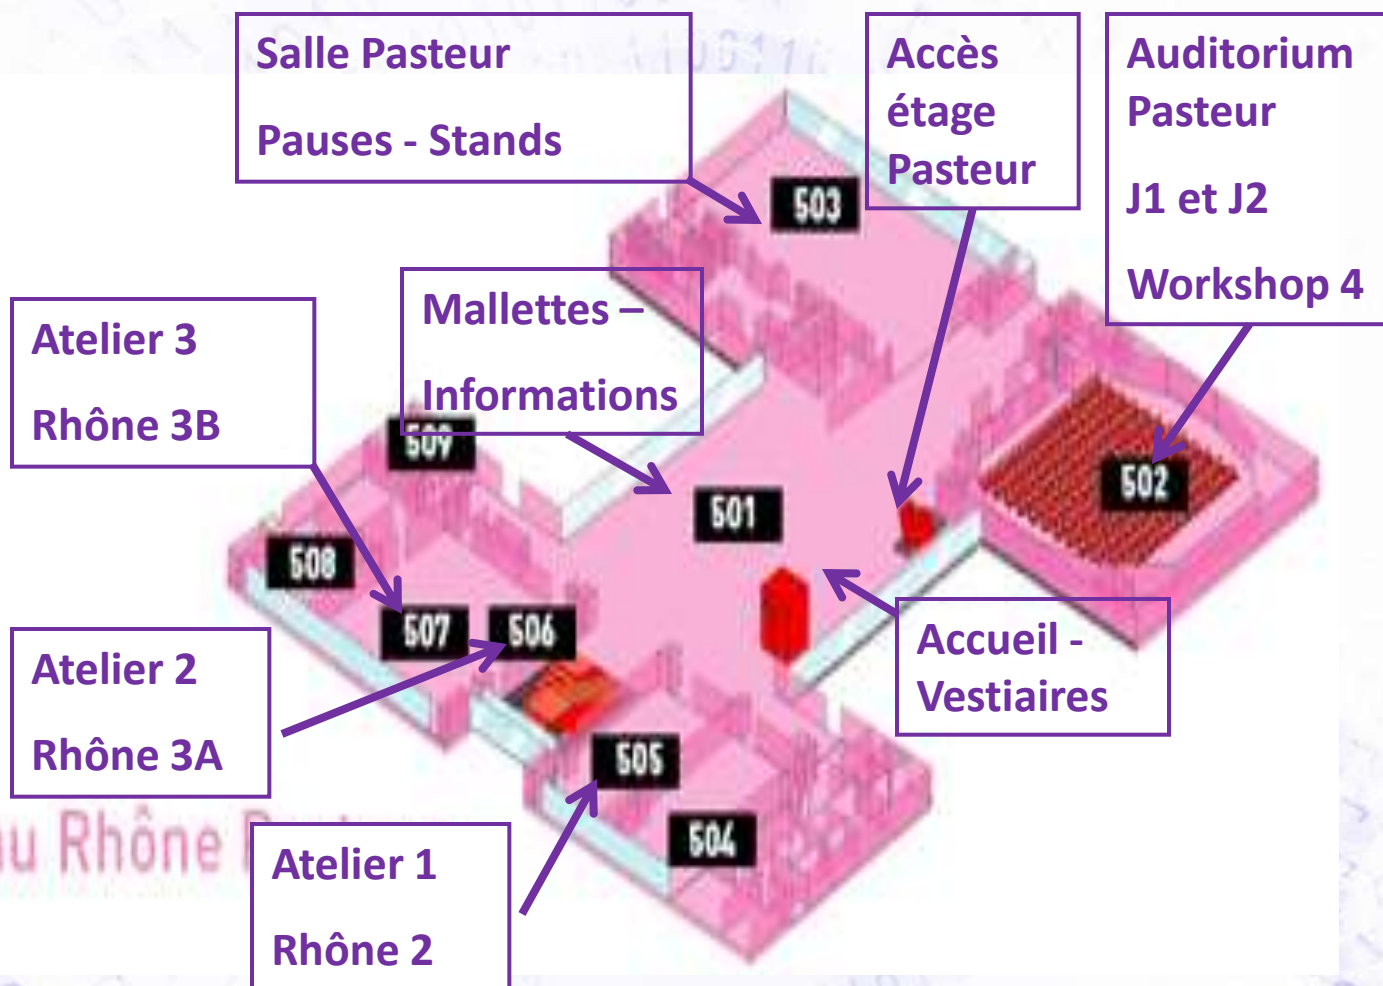 Salle Pasteur
Pauses - Stands
Accès
étage
Pasteur
Auditorium
Pasteur
J1 et J2
Workshop 4
503
Mallettes –
Informations
Atelier 3
Rhône 3B
509
501
502
508
507
506
Accueil -
Vestiaires
Atelier 2
Rhône 3A
505
504
au Rhône
Atelier 1
Rhône 2